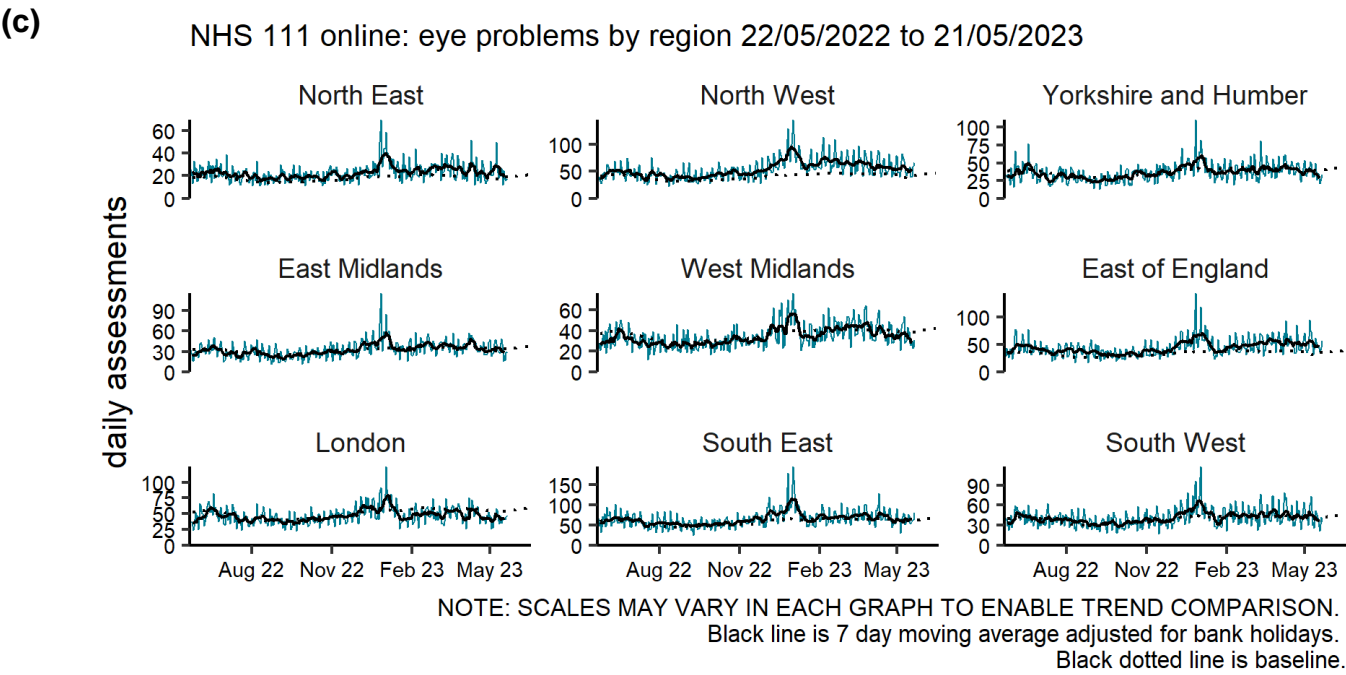 (c)
NHS 111 online: eye problems by region 22/05/2022 to 21/05/2023
North East
North West
Yorkshire and Humber
60
40
20
0
100
50
0
100
75
50
25
0
daily assessments
East Midlands
West Midlands
East of England
90
60
30
0
60
40
20
0
100
50
0
London
South East
South West
100
75
50
25
0
150
100
50
0
90
60
30
0
Aug 22 Nov 22 Feb 23 May 23
Aug 22 Nov 22 Feb 23 May 23
Aug 22 Nov 22 Feb 23 May 23
NOTE: SCALES MAY VARY IN EACH GRAPH TO ENABLE TREND COMPARISON.
Black line is 7 day moving average adjusted for bank holidays.
Black dotted line is baseline.